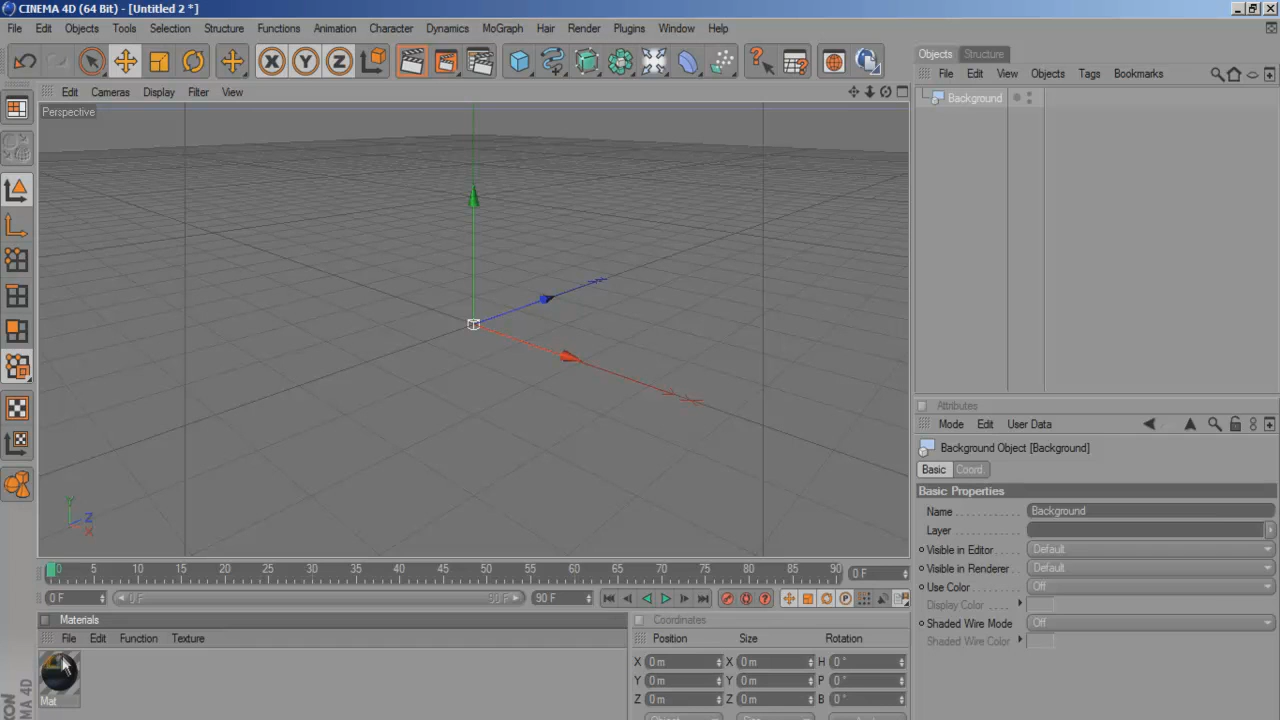 CINEMA 4D (64 Bit) - [Untitled 2 *]
File Edit Objects Tools Selection Structure Functions Animation Character Dynamics MoGraph Hair Render Plugins Window Help
Objects Structure
File Edit View Objects Tags Bookmarks
Edit Cameras Display Filter View
Perspective
Background
Y
Z
X
Attributes
Mode Edit User Data
Background Object [Background]
Basic Coord.
Basic Properties
Name Background
Layer
Visible in Editor Default
Visible in Renderer Default
Use Color Off
Display Color
Shaded Wire Mode Off
Shaded Wire Color
0 5 10 15 20 25 30 35 40 45 50 55 60 65 70 75 80 85 90 0 F
0 F 0 F 90 F 90 F
Materials
File Edit Function Texture
Mat
Coordinates
Position Size Rotation
X 0 m X 0 m H 0 °
Y 0 m Y 0 m P 0 °
Z 0 m Z 0 m B 0 °
Object Size